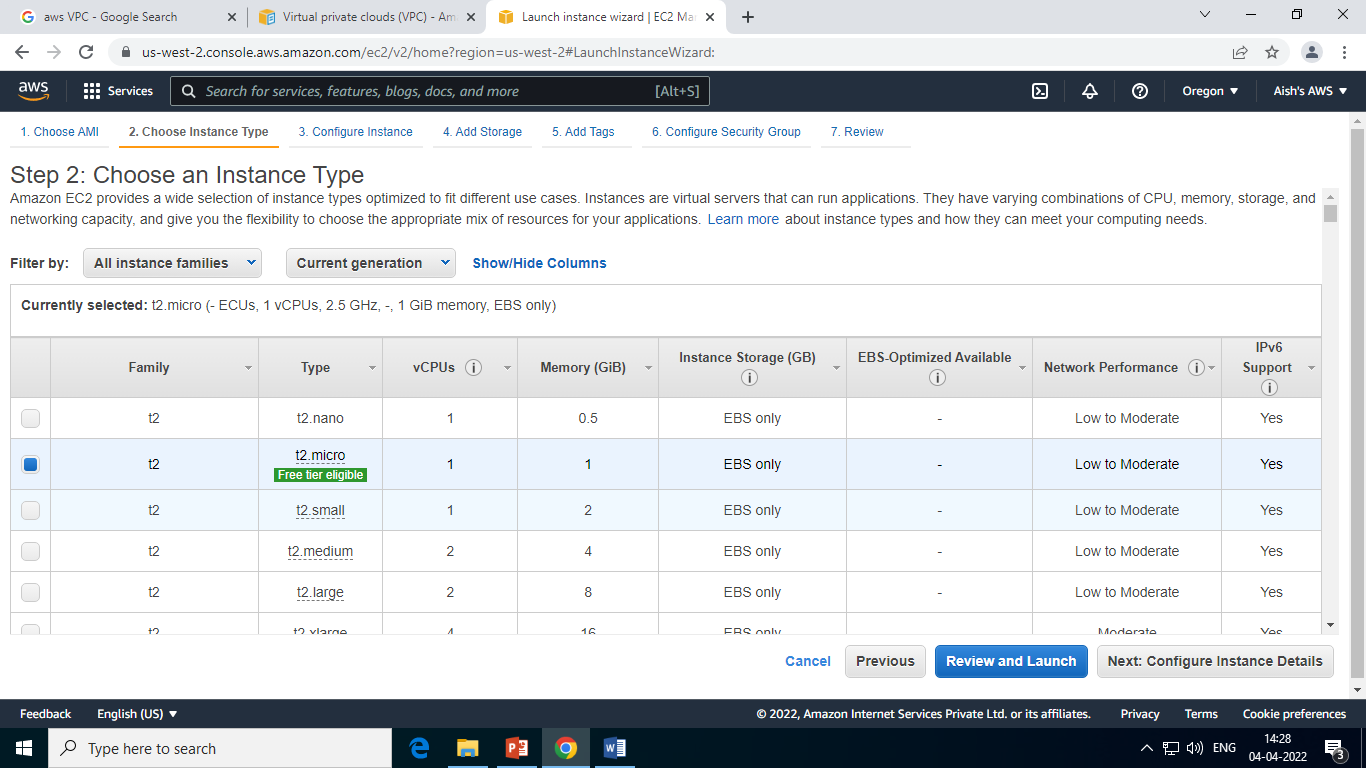 aws VPC - Google Search
Virtual private clouds (VPC) - Am
Launch instance wizard | EC2 Ma
us-west-2.console.aws.amazon.com/ec2/v2/home?region=us-west-2#LaunchInstanceWizard:
aws
Services
Search for services, features, blogs, docs, and more
[Alt+S]
Oregon
Aish's AWS
1. Choose AMI
2. Choose Instance Type
3. Configure Instance
4. Add Storage
5. Add Tags
6. Configure Security Group
7. Review
Step 2: Choose an Instance Type
Amazon EC2 provides a wide selection of instance types optimized to fit different use cases. Instances are virtual servers that can run applications. They have varying combinations of CPU, memory, storage, and
networking capacity, and give you the flexibility to choose the appropriate mix of resources for your applications. Learn more about instance types and how they can meet your computing needs.
Filter by: All instance families Current generation Show/Hide Columns
Currently selected: t2.micro (- ECUs, 1 vCPUs, 2.5 GHz, -, 1 GiB memory, EBS only)
Family Type vCPUs Memory (GiB) Instance Storage (GB) EBS-Optimized Available Network Performance IPv6 Support
t2 t2.nano 1 0.5 EBS only - Low to Moderate Yes
t2 t2.micro 1 1 EBS only - Low to Moderate Yes
Free tier eligible
t2 t2.small 1 2 EBS only - Low to Moderate Yes
t2 t2.medium 2 4 EBS only - Low to Moderate Yes
t2 t2.large 2 8 EBS only - Low to Moderate Yes
t2 t2.xlarge 4 16 EBS only Moderate Yes
Cancel Previous Review and Launch Next: Configure Instance Details
Feedback English (US) © 2022, Amazon Internet Services Private Ltd. or its affiliates. Privacy Terms Cookie preferences
Type here to search
ENG
14:28
04-04-2022
3